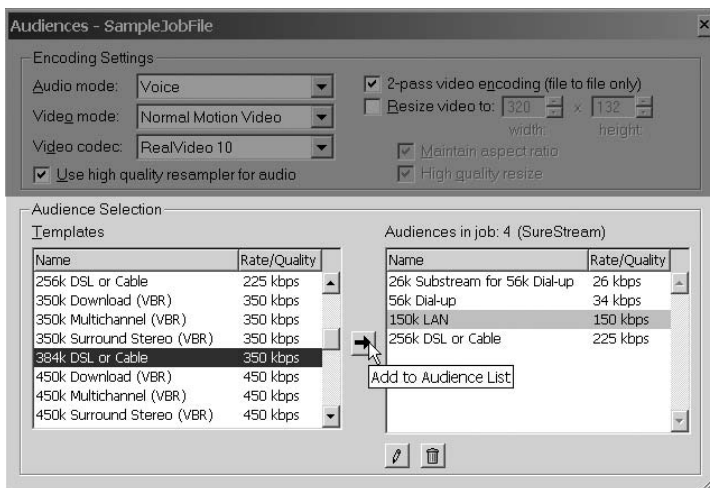 Audiences - SampleJobFile
Encoding Settings
Audio mode: Voice
Video mode: Normal Motion Video
Video codec: RealVideo 10
Use high quality resampler for audio
2-pass video encoding (file to file only)
Resize video to: 320 x 132
width: height:
Maintain aspect ratio
High quality resize
Audience Selection
Templates
Name Rate/Quality
256k DSL or Cable 225 kbps
350k Download (VBR) 350 kbps
350k Multichannel (VBR) 350 kbps
350k Surround Stereo (VBR) 350 kbps
384k DSL or Cable 350 kbps
450k Download (VBR) 450 kbps
450k Multichannel (VBR) 450 kbps
450k Surround Stereo (VBR) 450 kbps
Audiences in job: 4 (SureStream)
Name Rate/Quality
26k Substream for 56k Dial-up 26 kbps
56k Dial-up 34 kbps
150k LAN 150 kbps
256k DSL or Cable 225 kbps
Add to Audience List